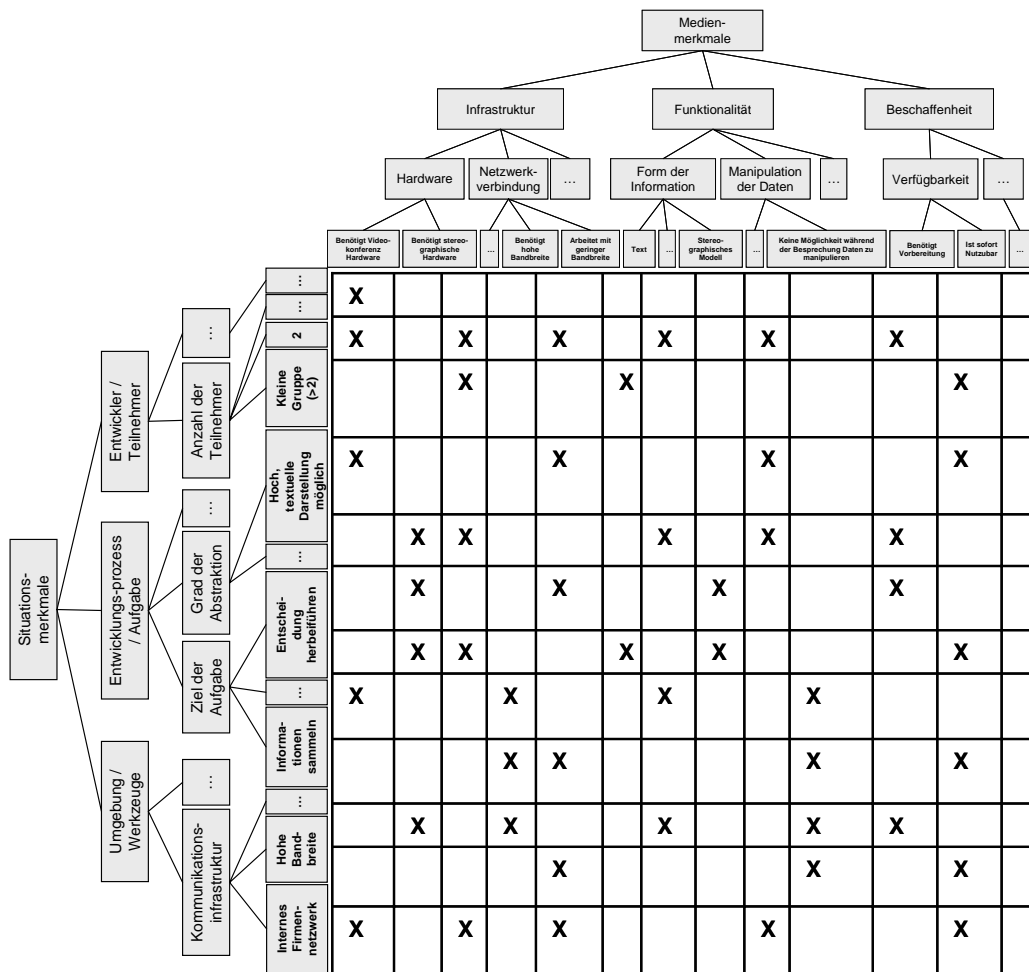 Medien-
merkmale
Infrastruktur
Funktionalität
Beschaffenheit
Hardware
Netzwerk-
verbindung
…
Form der
Information
Manipulation
der Daten
…
Verfügbarkeit
…
Benötigt Video-
konferenz
Hardware
Benötigt stereo-
graphische
Hardware
…
Benötigt
hohe
Bandbreite
Arbeitet mit
geringer
Bandbreite
Text
…
Stereo-
graphisches
Modell
…
Keine Möglichkeit während
der Besprechung Daten zu
manipulieren
Benötigt
Vorbereitung
Ist sofort
Nutzubar
…
Situations-
merkmale
Entwickler /
Teilnehmer
Entwicklungs-prozess
/ Aufgabe
Umgebung /
Werkzeuge
…
Anzahl der
Teilnehmer
…
Grad der
Abstraktion
Ziel der
Aufgabe
…
Kommunikations-
infrastruktur
…
X
…
2
X X X X X X
Kleine
Gruppe
(>2)
X X X
Hoch,
textuelle
Darstellung
möglich
X X X X
X X X X X
…
Entschei-
dung
herbeiführen
X X X X
X X X X X
…
X X X X
Informa-
tionen
sammeln
X X X X
…
X X X X X
Hohe
Band-
breite
X X X
Internes
Firmen-
netzwerk
X X X X X